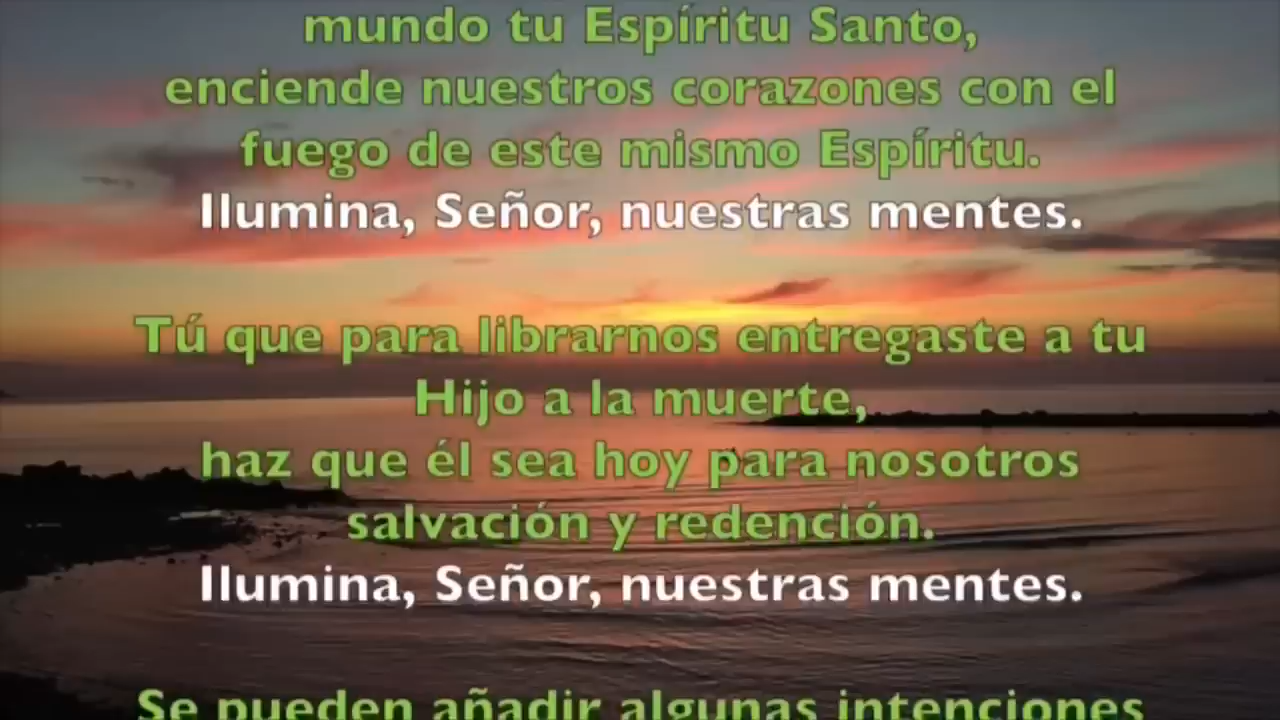 mundo tu Espíritu Santo,
enciende nuestros corazones con el
fuego de este mismo Espíritu.
Ilumina, Señor, nuestras mentes.
Tú que para librarnos entregaste a tu
Hijo a la muerte,
haz que él sea hoy para nosotros
salvación y redención.
Ilumina, Señor, nuestras mentes.
Se pueden añadir algunas intenciones